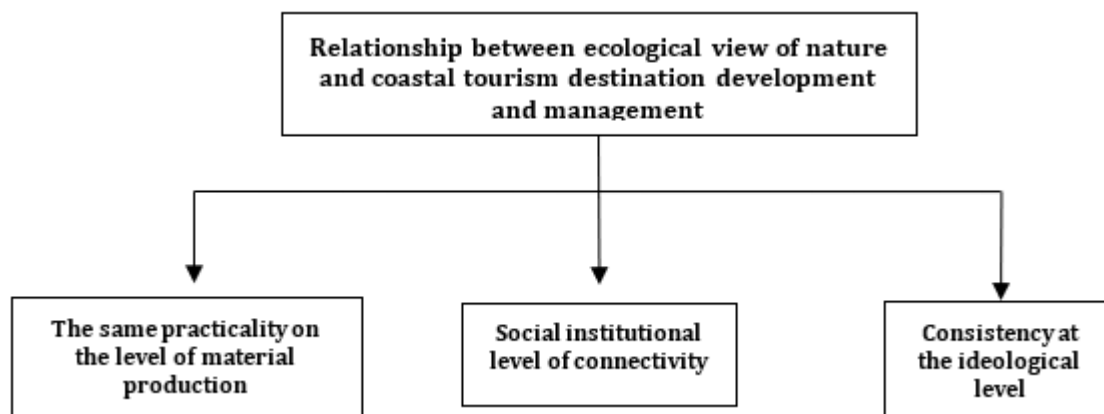 Relationship between ecological view of nature
and coastal tourism destination development
and management
The same practicality on
the level of material
production
Social institutional
level of connectivity
Consistency at
the ideological
level